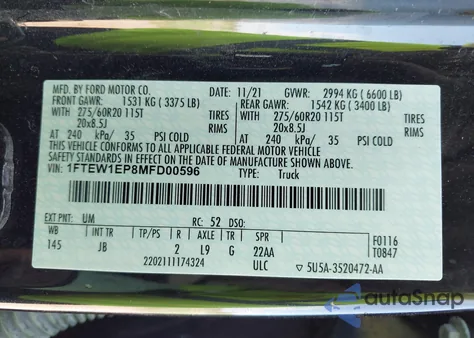 MFD. BY FORD MOTOR CO. 11/21 GVWR: 2994 KG ( 6600 LB)
FRONT GAWR: 1531 KG ( 3375 LB) REAR GAWR: 1542 KG ( 3400 LB)
WITH 275/60R20 115T WITH 275/60R20 115T
20x8.5J 20x8.5J
AT 240 kPa/ 35 PSI COLD AT 240 kPa/ 35 PSI COLD
THIS VEHICLE CONFORMS TO ALL APPLICABLE FEDERAL MOTOR VEHICLE
SAFETY AND THEFT PREVENTION STANDARDS IN EFFECT ON THE DATE OF MANUFACTURE SHOWN ABOVE.
VIN: 1FTEW1EP8MFD00596 TYPE: Truck
EXT PNT: UM RC: 52 DSO:
WB INT TR TP/PS R AXLE TR SPR F0116
145 JB 2 L9 G 22AA T0847
2202111174324 ULC ▽ 5U5A-3520472-AA
autoSnap